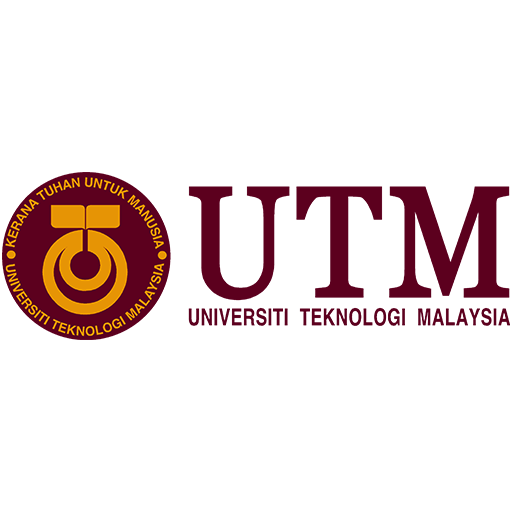 KERANA TUHAN UNTUK MANUSIA
UNIVERSITI TEKNOLOGI MALAYSIA
UTM
UNIVERSITI TEKNOLOGI MALAYSIA